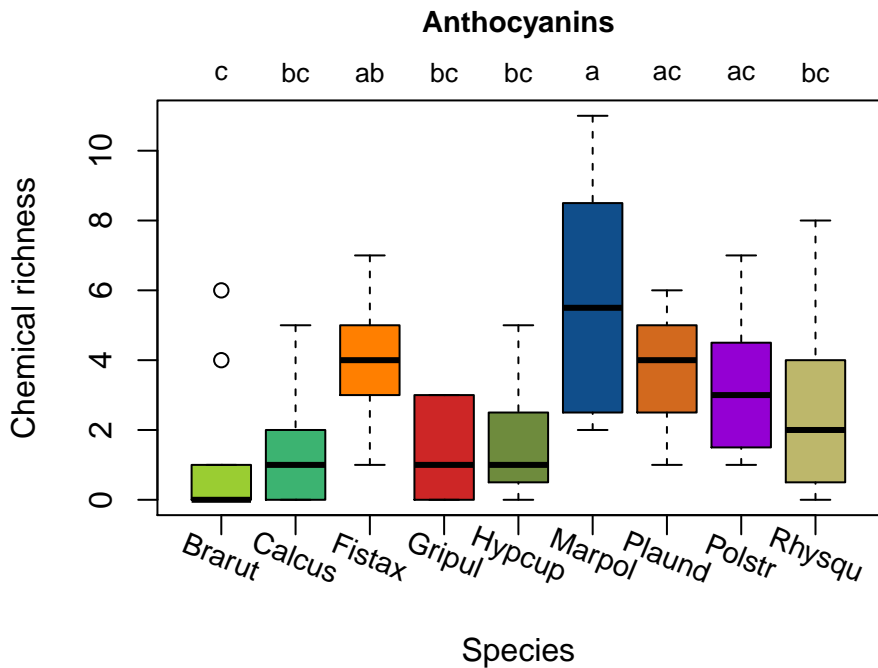 Anthocyanins
c bc ab bc bc a ac ac bc
Chemical richness
10
8
6
4
2
0
Brarut Calcus Fistax Gripul Hypcup Marpol Plaund Polstr Rhysqu
Species